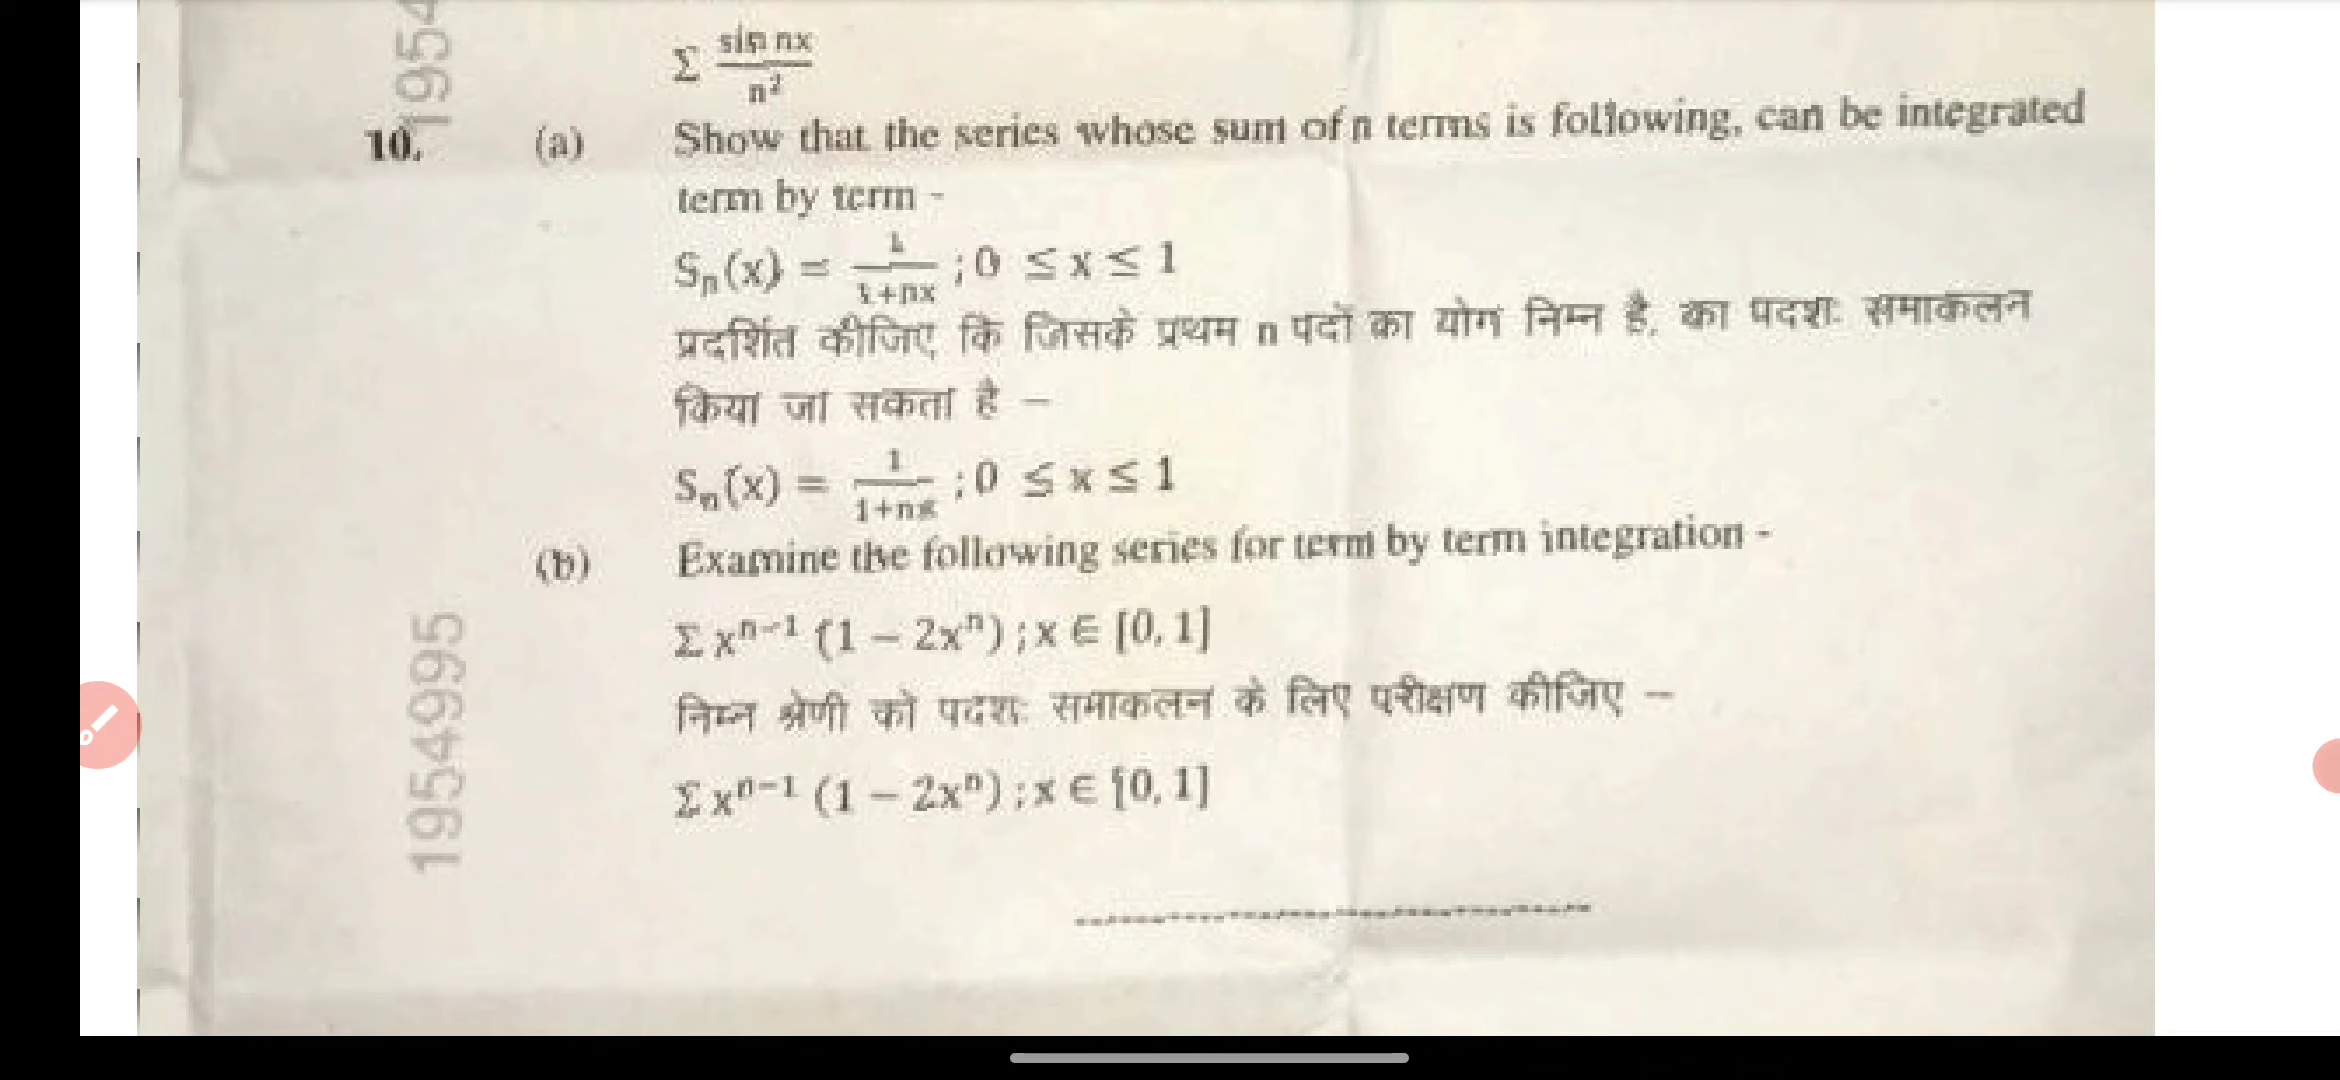 1954
Σ sin nx / n²
10. (a) Show that the series whose sum of n terms is following, can be integrated
term by term -
Sₙ(x) = 1/(1+nx) ; 0 ≤ x ≤ 1
प्रदर्शित कीजिए कि जिसके प्रथम n पदों का योग निम्न है, का पदशः समाकलन
किया जा सकता है –
Sₙ(x) = 1/(1+nx) ; 0 ≤ x ≤ 1
(b) Examine the following series for term by term integration -
Σ xⁿ⁻¹ (1 – 2xⁿ) ; x ∈ [0, 1]
निम्न श्रेणी को पदशः समाकलन के लिए परीक्षण कीजिए –
Σ xⁿ⁻¹ (1 – 2xⁿ) ; x ∈ [0, 1]
1954995